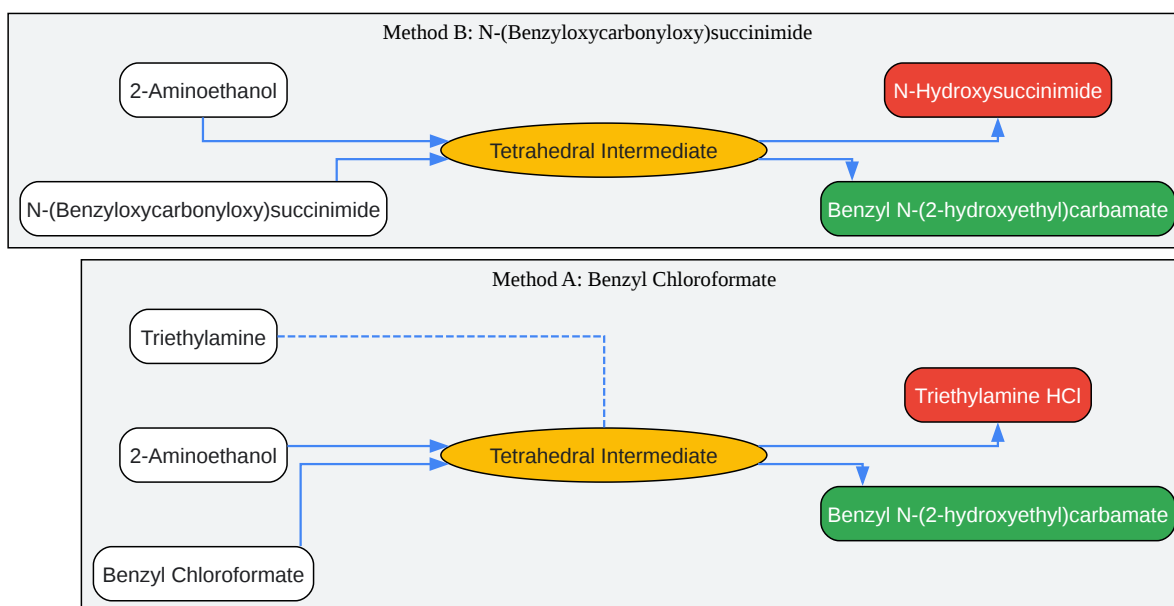 Method B: N-(Benzyloxycarbonyloxy)succinimide
2-Aminoethanol
N-Hydroxysuccinimide
Tetrahedral Intermediate
N-(Benzyloxycarbonyloxy)succinimide
Benzyl N-(2-hydroxyethyl)carbamate
Method A: Benzyl Chloroformate
Triethylamine
Triethylamine HCl
2-Aminoethanol
Tetrahedral Intermediate
Benzyl N-(2-hydroxyethyl)carbamate
Benzyl Chloroformate